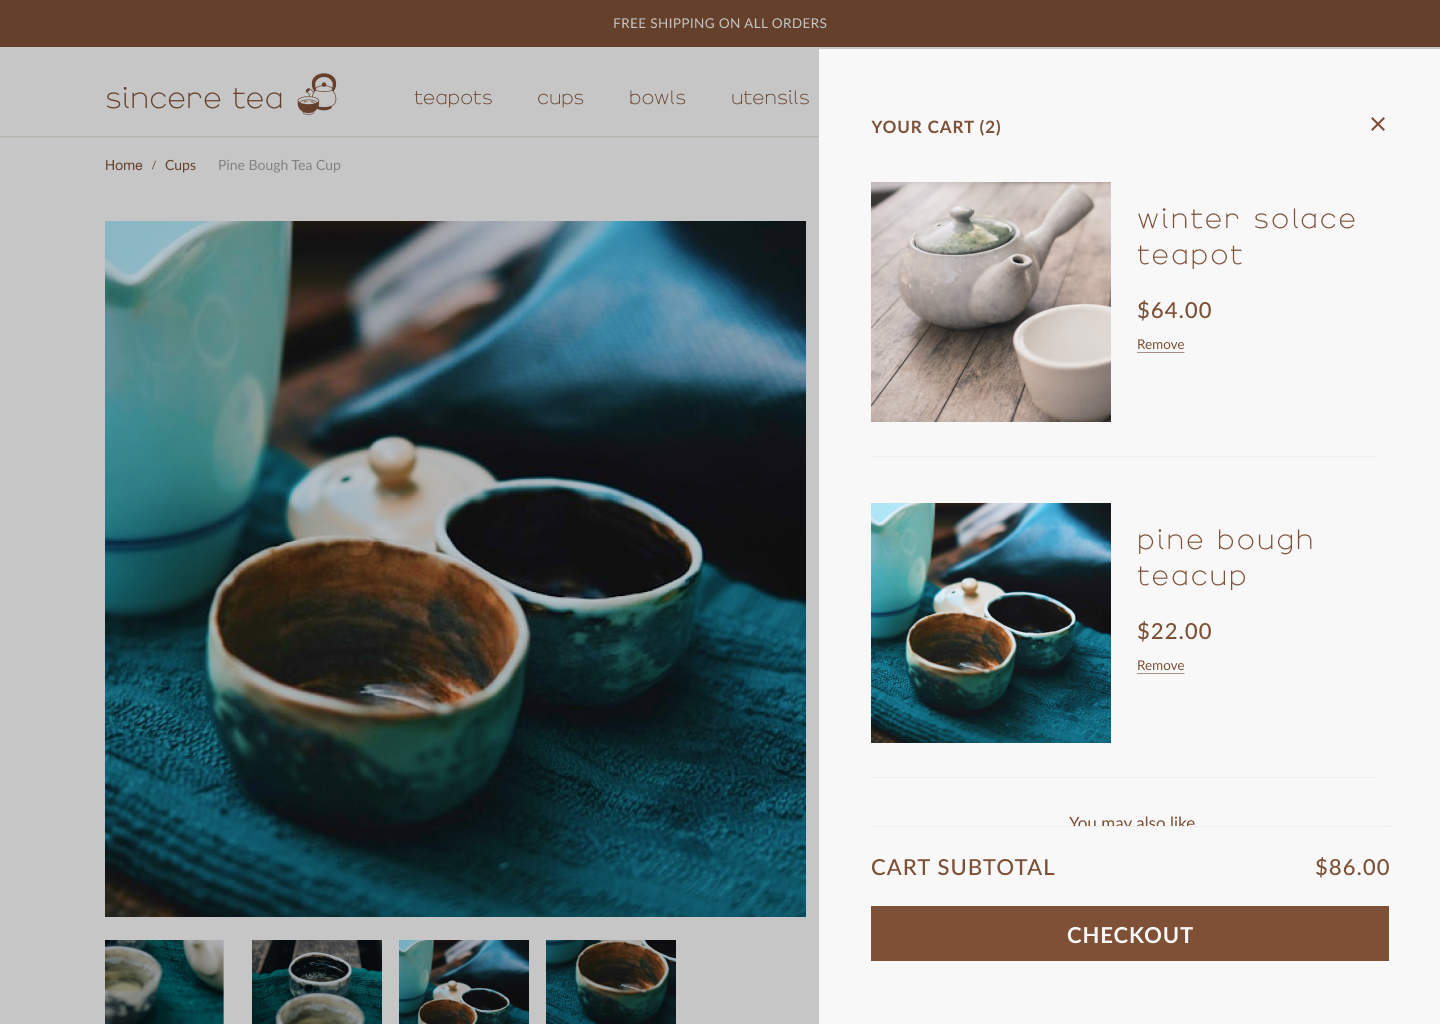 FREE SHIPPING ON ALL ORDERS
sincere tea
teapots cups bowls utensils
Home / Cups Pine Bough Tea Cup
YOUR CART (2)
winter solace
teapot
$64.00
Remove
pine bough
teacup
$22.00
Remove
You may also like
CART SUBTOTAL $86.00
CHECKOUT